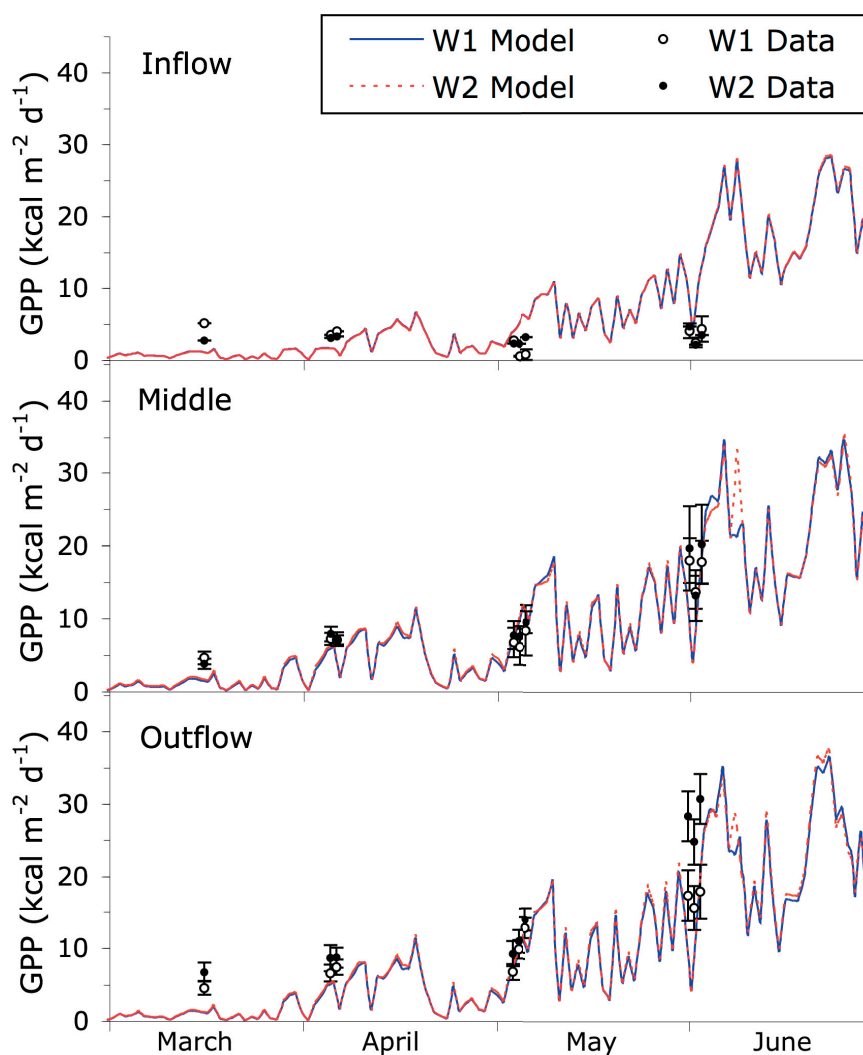 W1 Model W1 Data
W2 Model W2 Data
Inflow
GPP (kcal m-2 d-1)
40
30
20
10
0
Middle
GPP (kcal m-2 d-1)
40
30
20
10
0
Outflow
GPP (kcal m-2 d-1)
40
30
20
10
0
March April May June